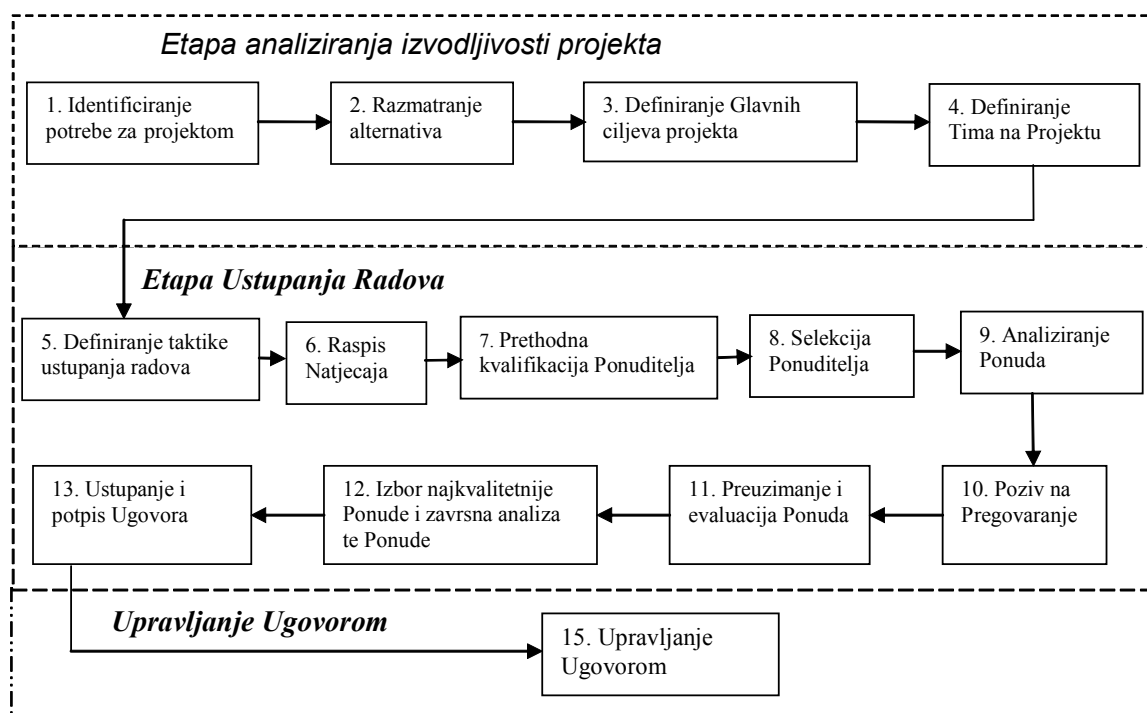 Etapa analiziranja izvodljivosti projekta
1. Identificiranje
potrebe za projektom
2. Razmatranje
alternativa
3. Definiranje Glavnih
ciljeva projekta
4. Definiranje
Tima na Projektu
Etapa Ustupanja Radova
5. Definiranje taktike
ustupanja radova
6. Raspis
Natjecaja
7. Prethodna
kvalifikacija Ponuditelja
8. Selekcija
Ponuditelja
9. Analiziranje
Ponuda
13. Ustupanje i
potpis Ugovora
12. Izbor najkvalitetnije
Ponude i zavrsna analiza
te Ponude
11. Preuzimanje i
evaluacija Ponuda
10. Poziv na
Pregovaranje
Upravljanje Ugovorom
15. Upravljanje
Ugovorom